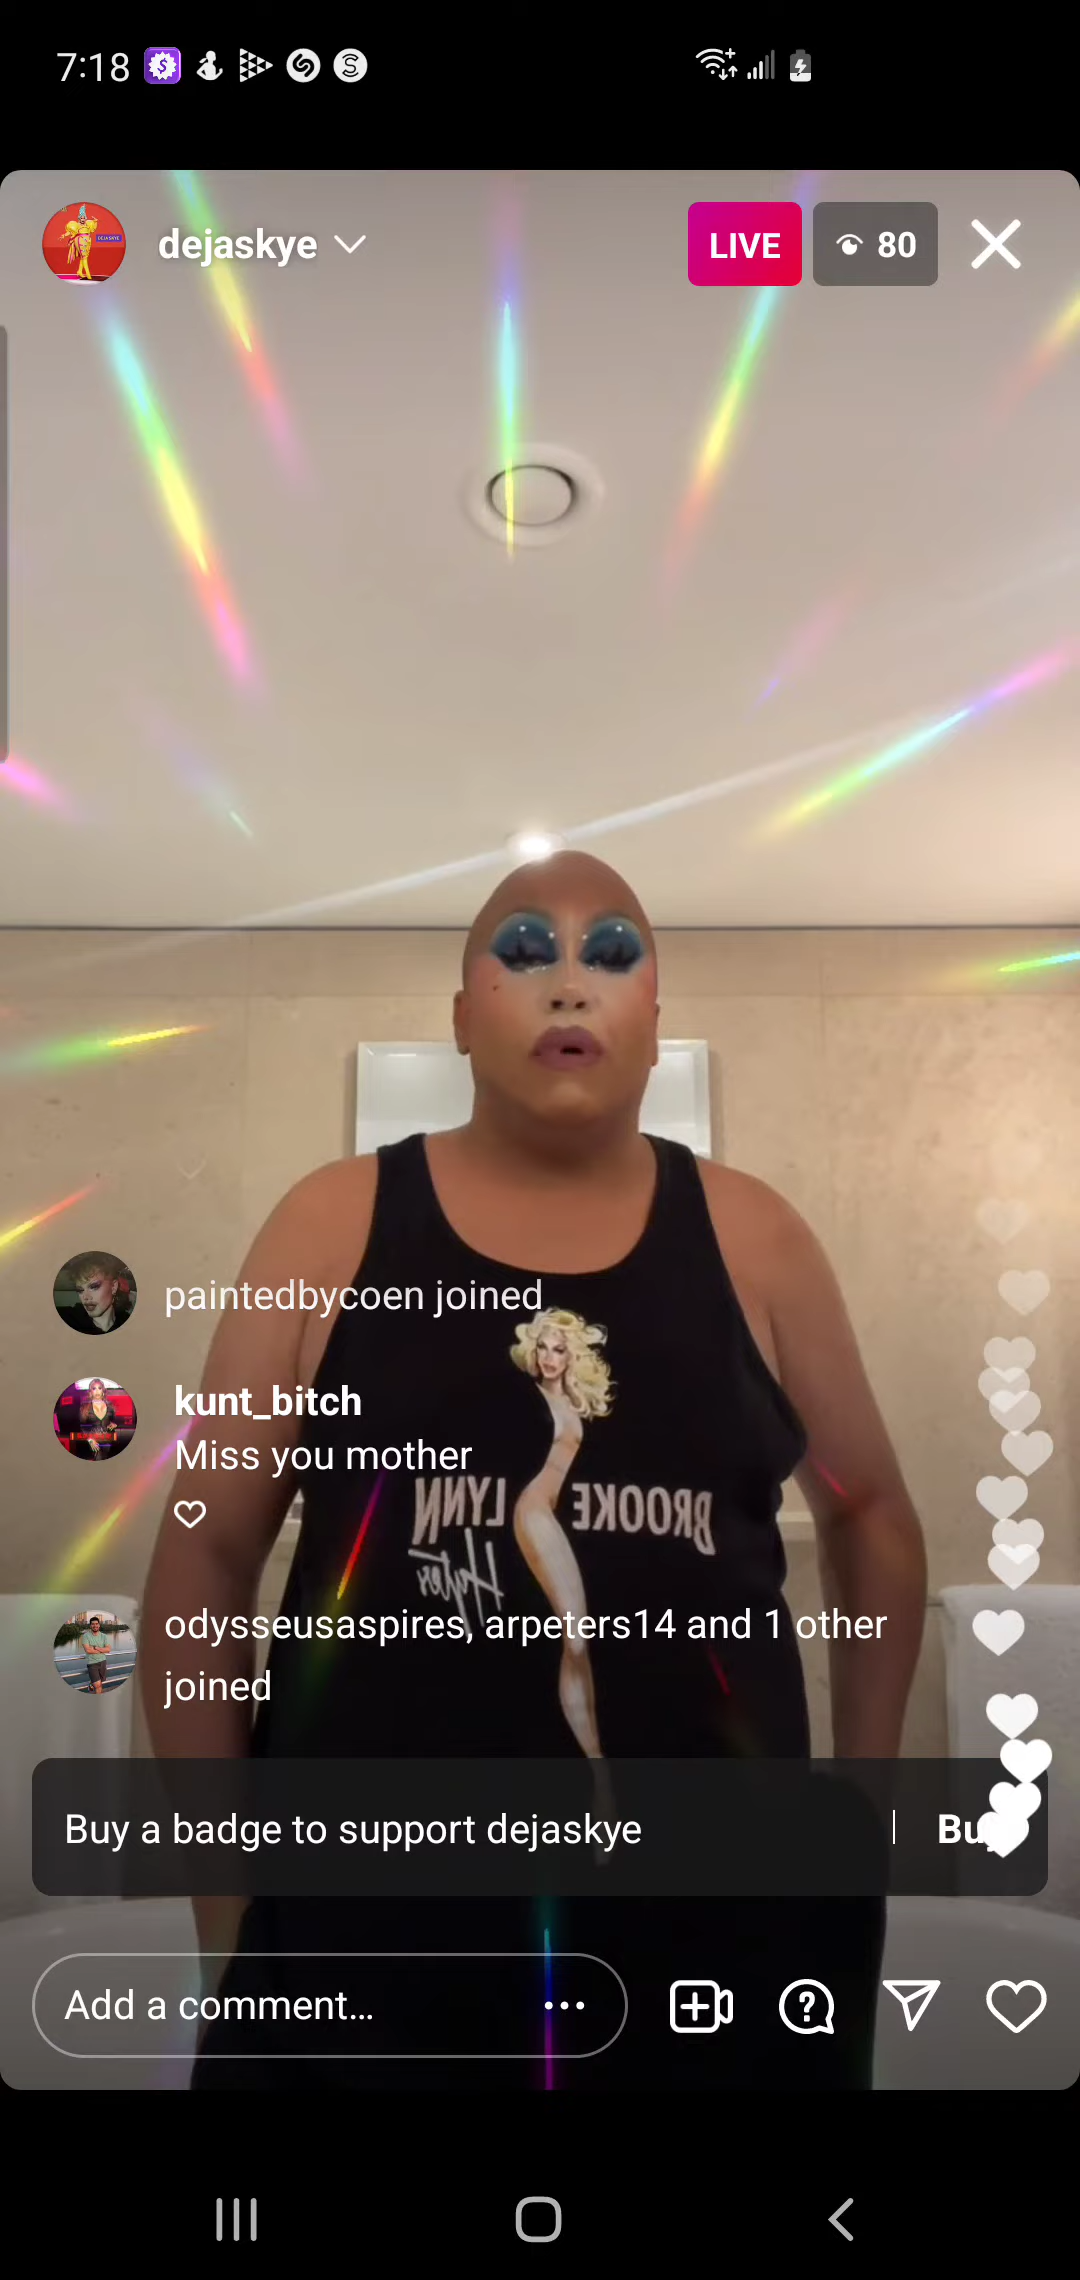 7:18
dejaskye
LIVE
80
paintedbycoen joined
kunt_bitch
Miss you mother
BROOKE LYNN
Hytes
odysseusaspires, arpeters14 and 1 other
joined
Buy a badge to support dejaskye
Add a comment...